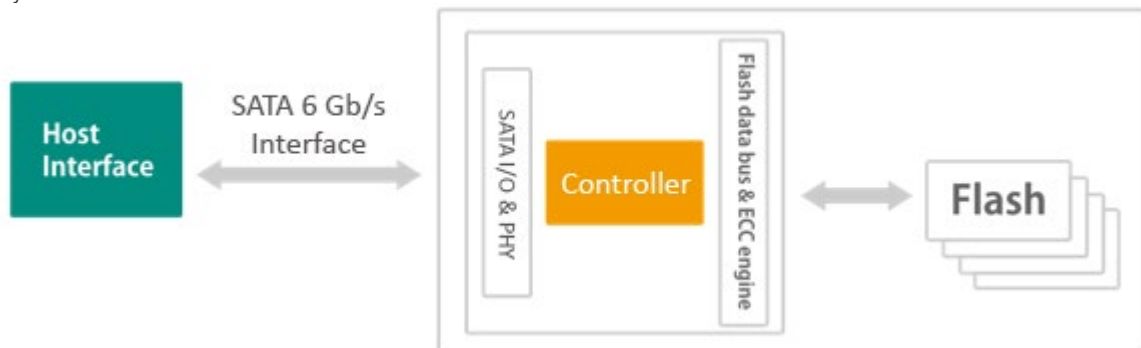 Host
Interface
SATA 6 Gb/s
Interface
SATA I/O & PHY
Controller
Flash data bus & ECC engine
Flash